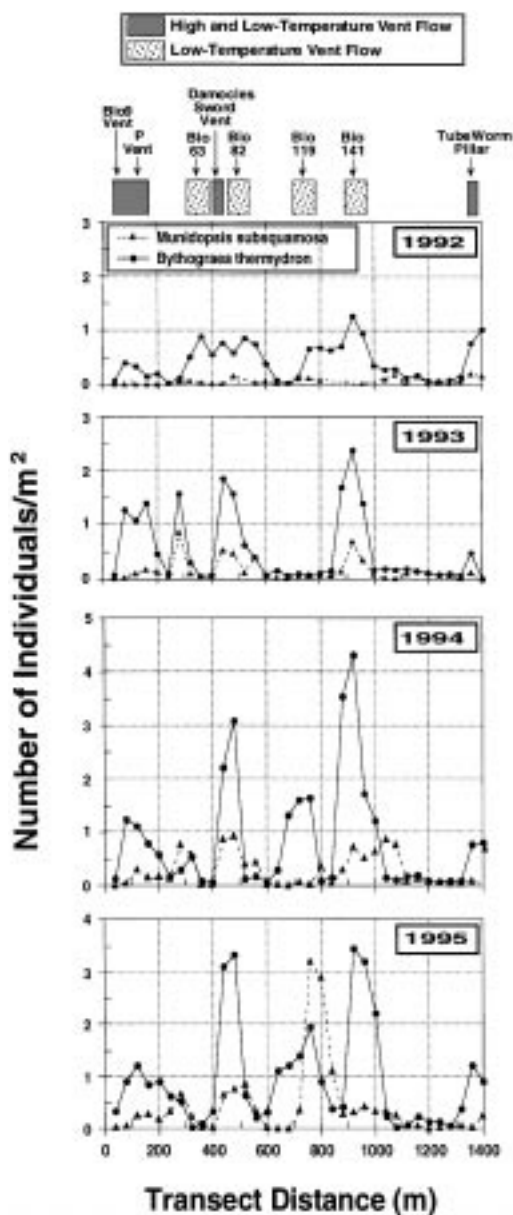 High and Low-Temperature Vent Flow
Low-Temperature Vent Flow
Bio9 Vent
P Vent
Bio 63
Damocles Sword Vent
Bio 82
Bio 119
Bio 141
TubeWorm Pillar
Munidopsis subsquamosa
Bythograea thermydron
1992
3
2
1
0
1993
3
2
1
0
1994
5
4
3
2
1
0
1995
4
3
2
1
0
0 200 400 600 800 1000 1200 1400
Number of Individuals/m²
Transect Distance (m)